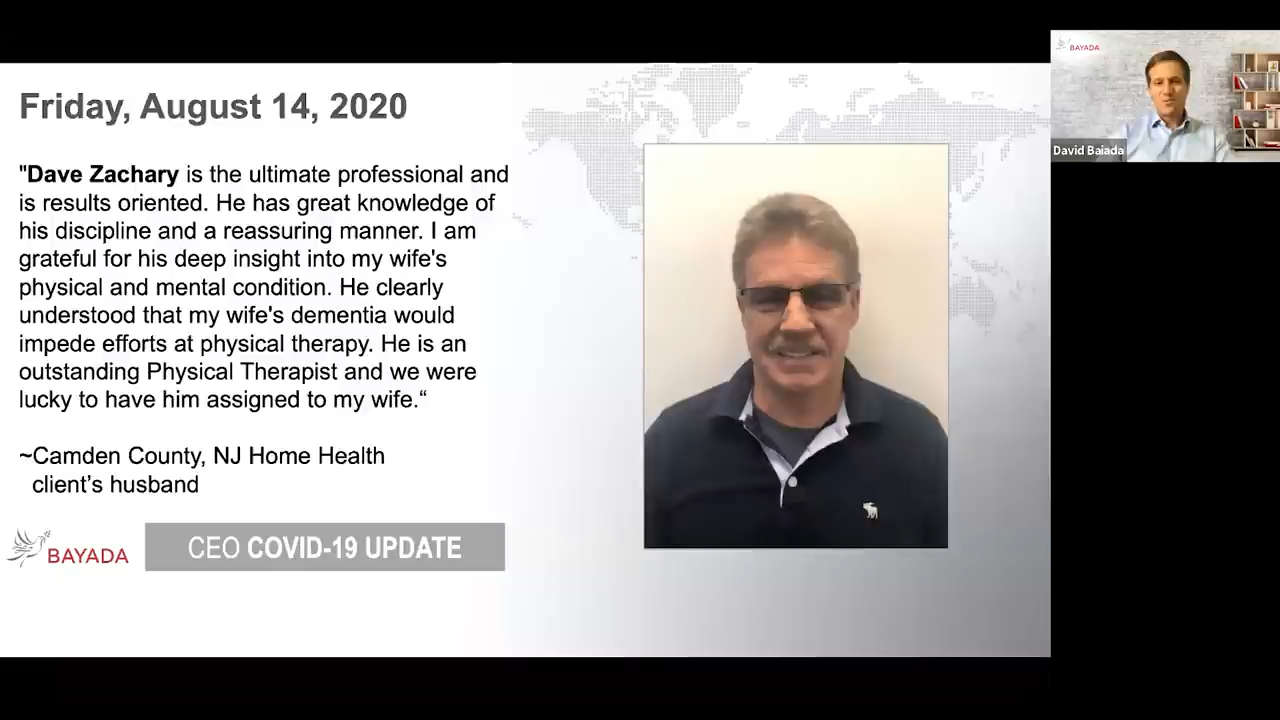 Friday, August 14, 2020
"Dave Zachary is the ultimate professional and
is results oriented. He has great knowledge of
his discipline and a reassuring manner. I am
grateful for his deep insight into my wife's
physical and mental condition. He clearly
understood that my wife's dementia would
impede efforts at physical therapy. He is an
outstanding Physical Therapist and we were
lucky to have him assigned to my wife.“
~Camden County, NJ Home Health
client’s husband
BAYADA
CEO COVID-19 UPDATE
BAYADA
David Baiada